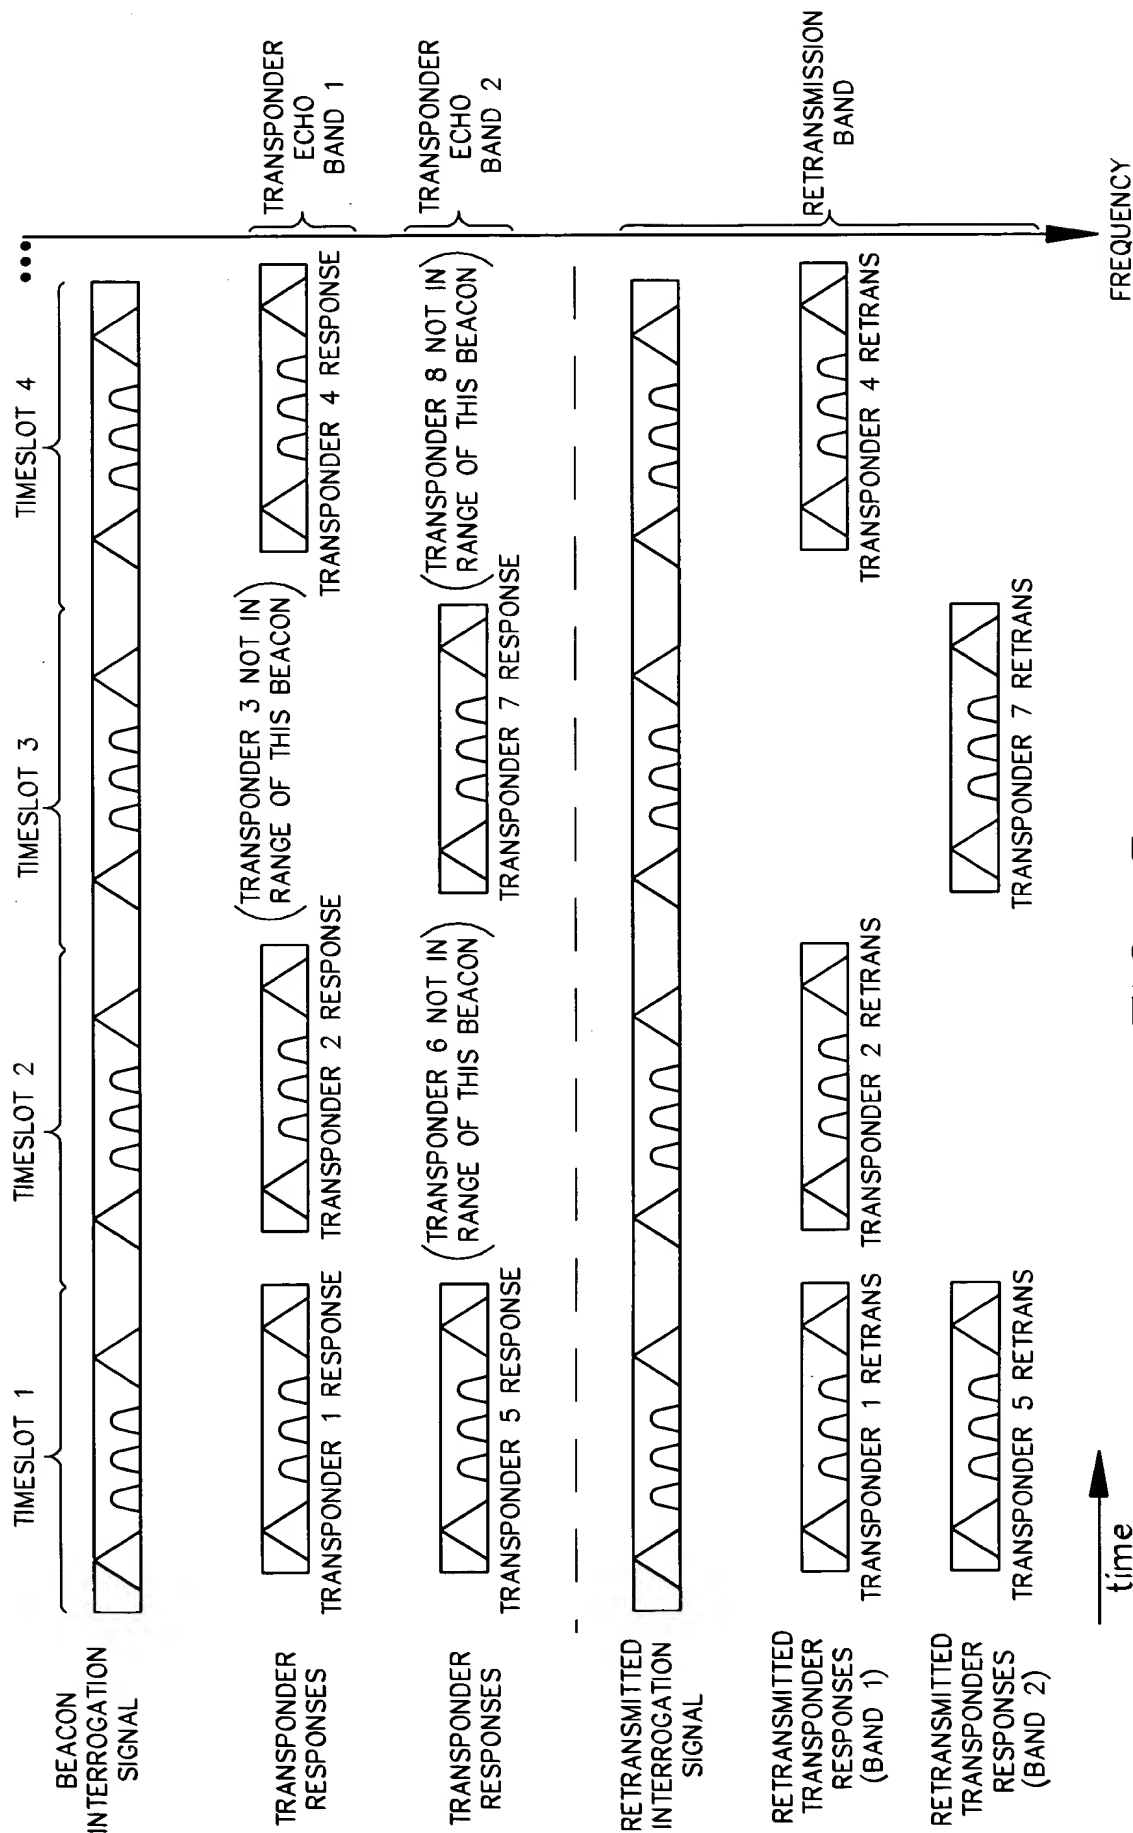 TIMESLOT 1
TIMESLOT 2
TIMESLOT 3
TIMESLOT 4
BEACON
INTERROGATION
SIGNAL
TRANSPONDER
RESPONSES
TRANSPONDER 1 RESPONSE
TRANSPONDER 2 RESPONSE
(TRANSPONDER 3 NOT IN
RANGE OF THIS BEACON)
TRANSPONDER 4 RESPONSE
TRANSPONDER
ECHO
BAND 1
TRANSPONDER
RESPONSES
TRANSPONDER 5 RESPONSE
(TRANSPONDER 6 NOT IN
RANGE OF THIS BEACON)
TRANSPONDER 7 RESPONSE
(TRANSPONDER 8 NOT IN
RANGE OF THIS BEACON)
TRANSPONDER
ECHO
BAND 2
RETRANSMITTED
INTERROGATION
SIGNAL
RETRANSMISSION
BAND
RETRANSMITTED
TRANSPONDER
RESPONSES
(BAND 1)
TRANSPONDER 1 RETRANS
TRANSPONDER 2 RETRANS
TRANSPONDER 4 RETRANS
RETRANSMITTED
TRANSPONDER
RESPONSES
(BAND 2)
TRANSPONDER 5 RETRANS
TRANSPONDER 7 RETRANS
time
FREQUENCY